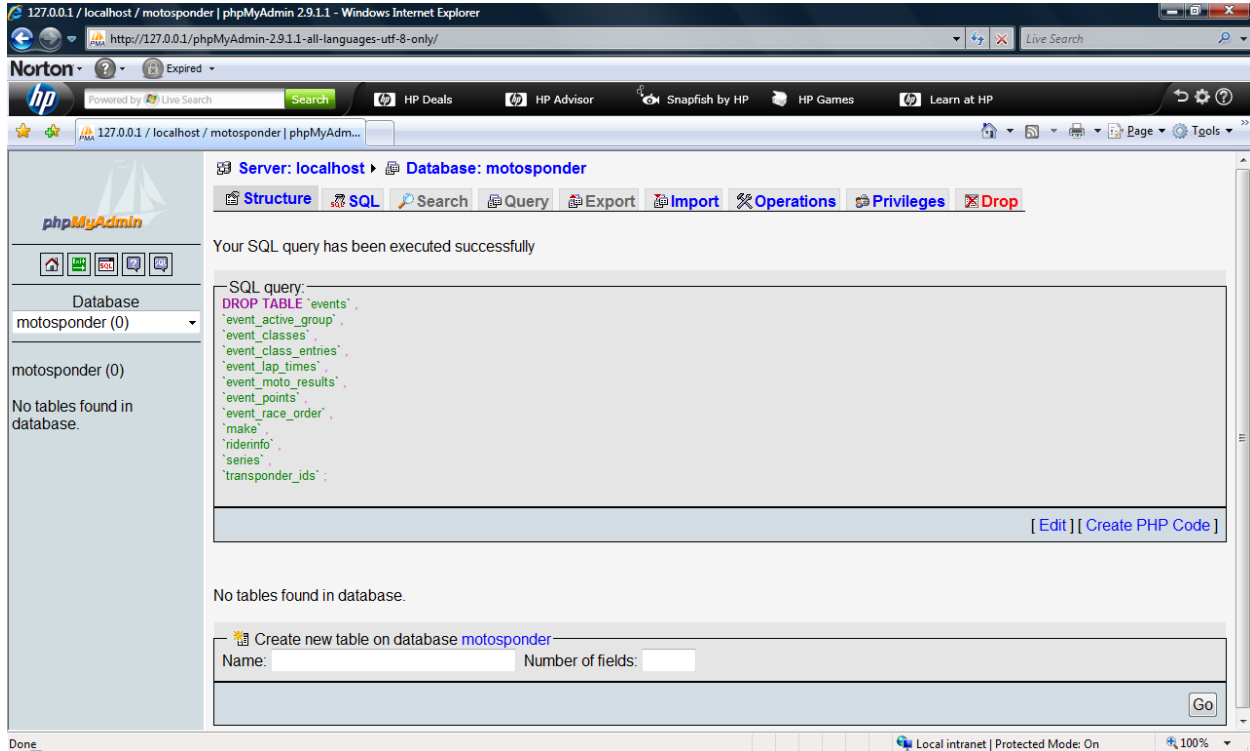 127.0.0.1 / localhost / motosponder | phpMyAdmin 2.9.1.1 - Windows Internet Explorer
http://127.0.0.1/phpMyAdmin-2.9.1.1-all-languages-utf-8-only/
Live Search
Norton
Expired
hp
Powered by Live Search
Search
HP Deals
HP Advisor
Snapfish by HP
HP Games
Learn at HP
127.0.0.1 / localhost / motosponder | phpMyAdm...
Page
Tools
phpMyAdmin
Database
motosponder (0)
motosponder (0)
No tables found in
database.
Server: localhost
Database: motosponder
Structure
SQL
Search
Query
Export
Import
Operations
Privileges
Drop
Your SQL query has been executed successfully
SQL query:
DROP TABLE `events` ,
`event_active_group` ,
`event_classes` ,
`event_class_entries` ,
`event_lap_times` ,
`event_moto_results` ,
`event_points` ,
`event_race_order` ,
`make` ,
`riderinfo` ,
`series` ,
`transponder_ids` ;
[ Edit ] [ Create PHP Code ]
No tables found in database.
Create new table on database motosponder
Name:
Number of fields:
Go
Done
Local intranet | Protected Mode: On
100%